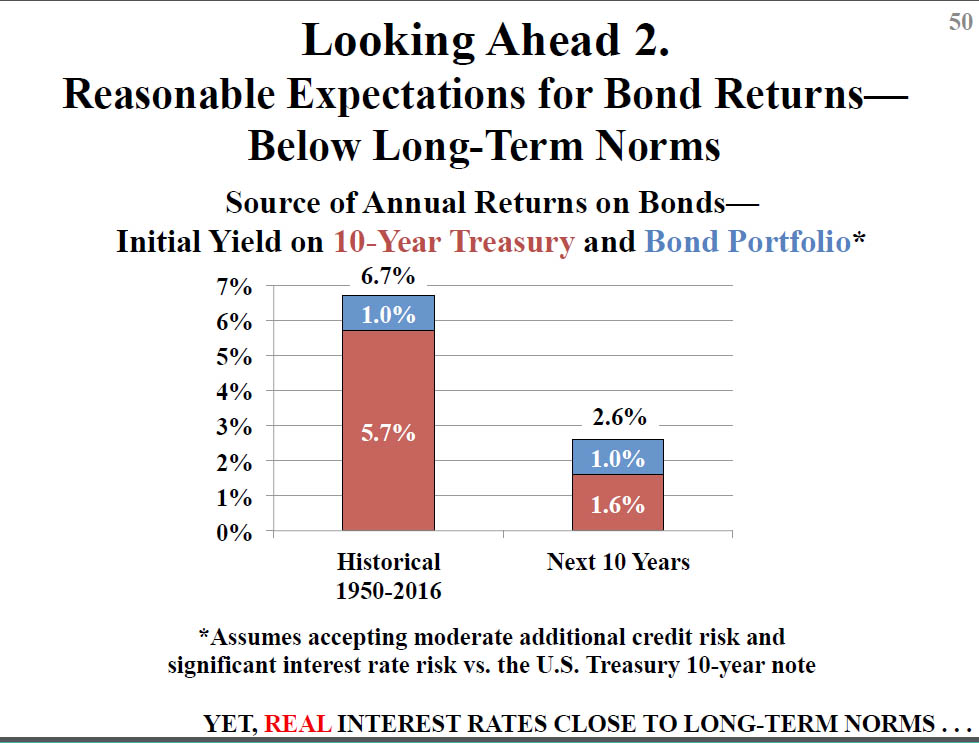 50
Looking Ahead 2.
Reasonable Expectations for Bond Returns—
Below Long-Term Norms
Source of Annual Returns on Bonds—
Initial Yield on 10-Year Treasury and Bond Portfolio*
7%
6%
5%
4%
3%
2%
1%
0%
6.7%
1.0%
5.7%
2.6%
1.0%
1.6%
Historical
1950-2016
Next 10 Years
*Assumes accepting moderate additional credit risk and
significant interest rate risk vs. the U.S. Treasury 10-year note
YET, REAL INTEREST RATES CLOSE TO LONG-TERM NORMS . . .